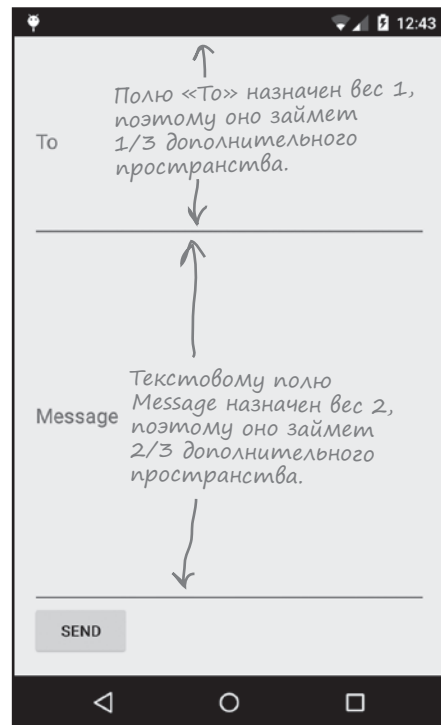 12:43
Полю «To» назначен вес 1,
поэтому оно займет
To
1/3 дополнительного
пространства.
Текстовому полю
Message назначен вес 2,
Message
поэтому оно займет
2/3 дополнительного
пространства.
SEND